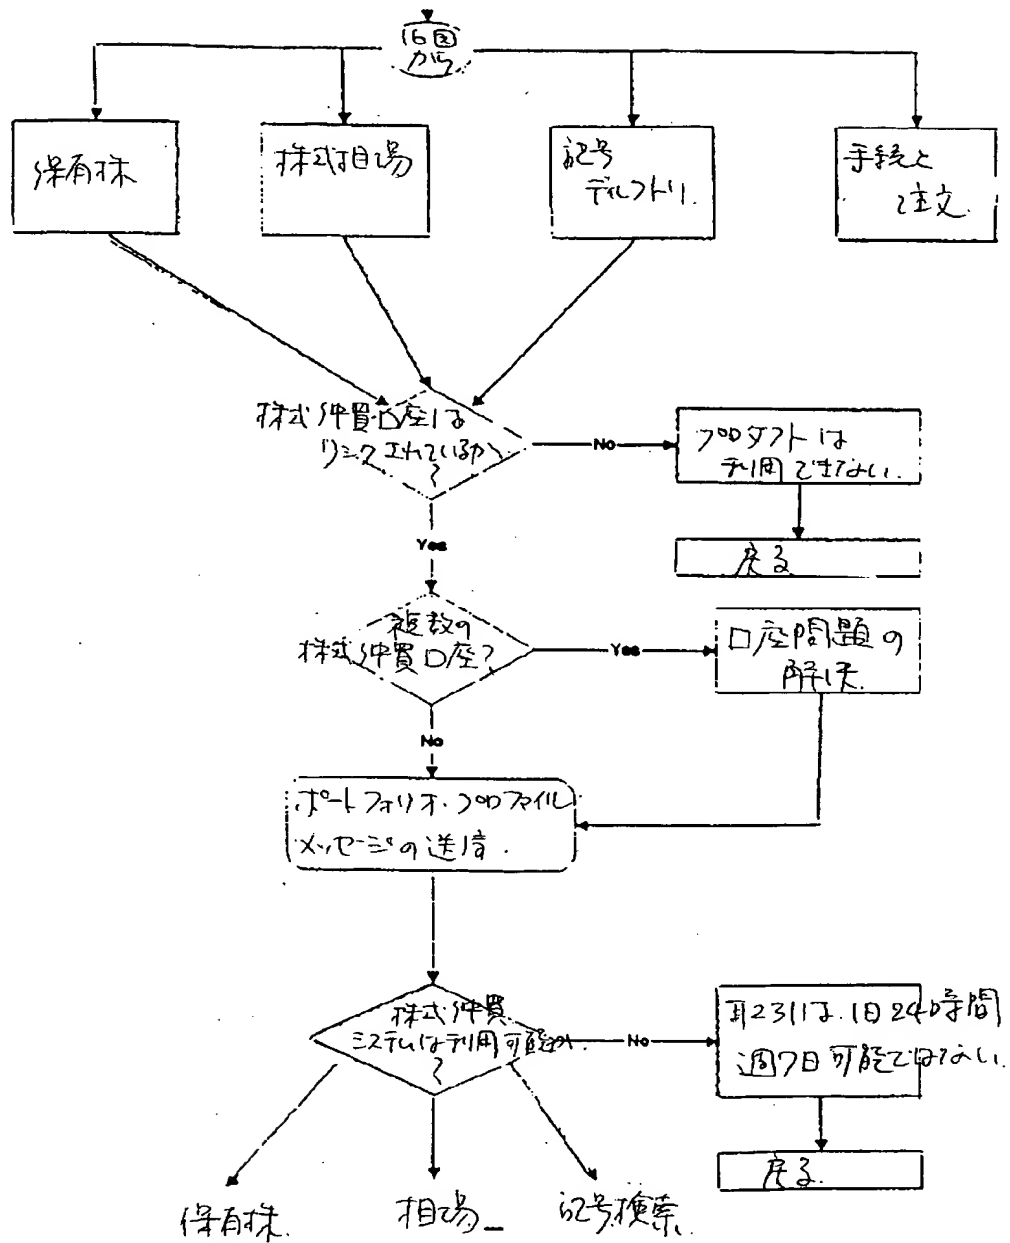 16図
から
保有株
株式相場
記号
ディレクトリ.
手続と
注文.
株式仲買口座は
リンクされているか
?
No
プロダクトは
利用できない.
戻る
Yes
複数の
株式仲買口座?
Yes
口座問題の
解決.
No
ポートフォリオ・プロファイル
メッセージの送信.
株式仲買
システムは利用可能か.
?
No
は、1日24時間
週7日可能ではない.
戻る.
保有株.
相場
記号検索.